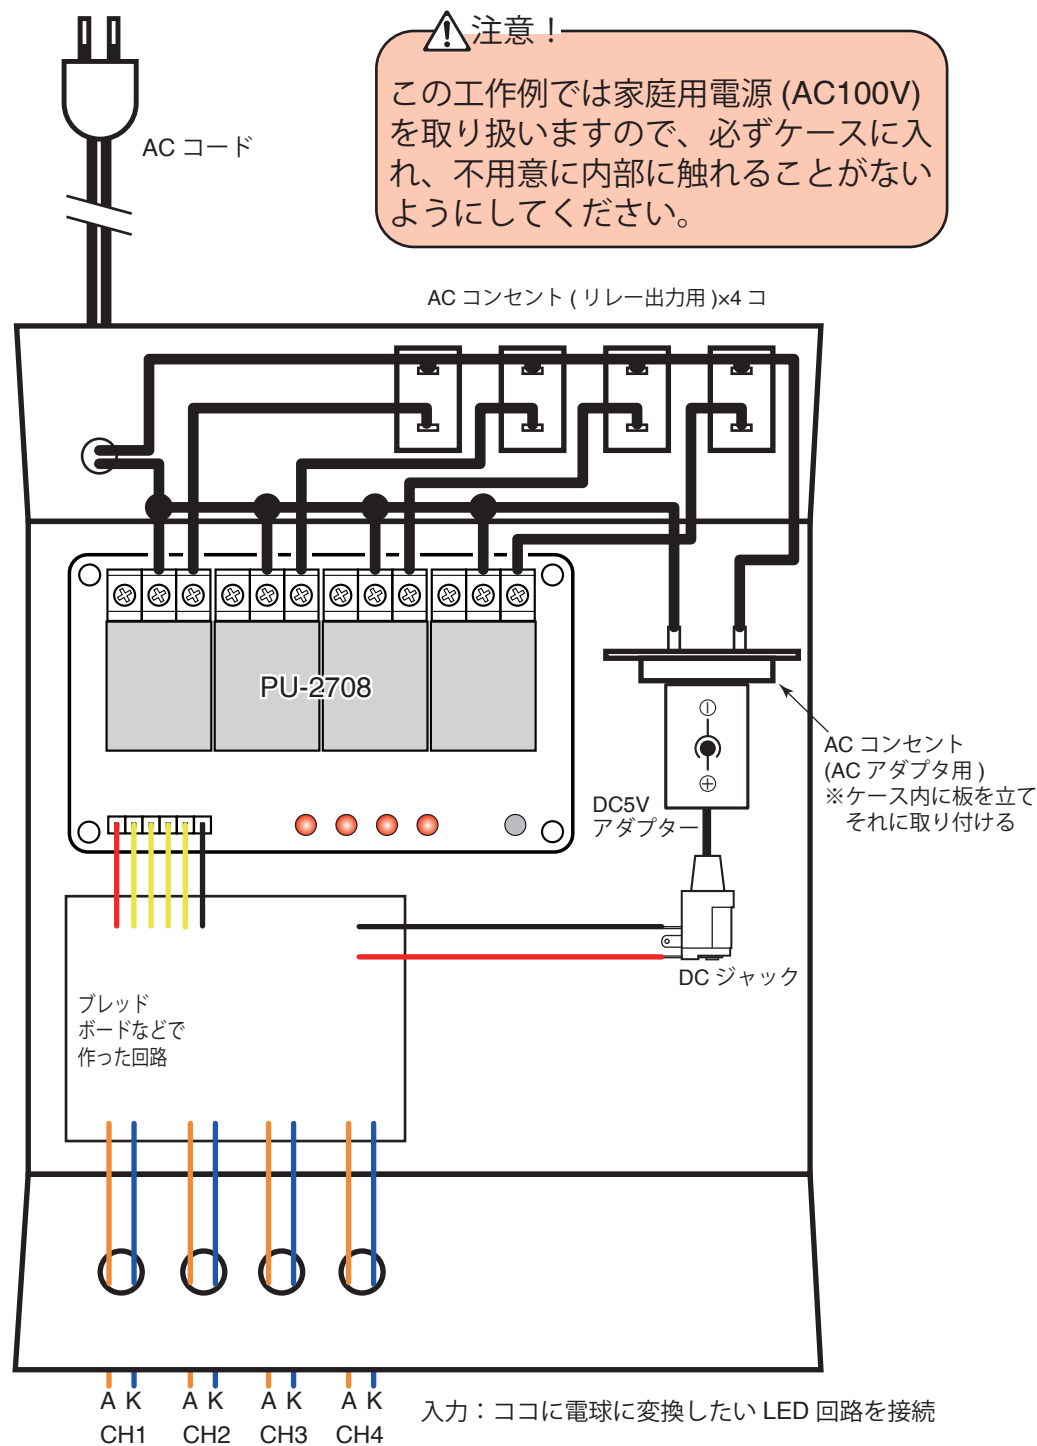 注意！
この工作例では家庭用電源 (AC100V)
を取り扱いますので、必ずケースに入
れ、不用意に内部に触れることがない
ようにしてください。
AC コード
AC コンセント ( リレー出力用 )×4 コ
PU-2708
AC コンセント
(AC アダプタ用 )
※ケース内に板を立て
それに取り付ける
DC5V
アダプター
DC ジャック
ブレッド
ボードなどで
作った回路
A K A K A K A K
CH1 CH2 CH3 CH4
入力：ココに電球に変換したい LED 回路を接続